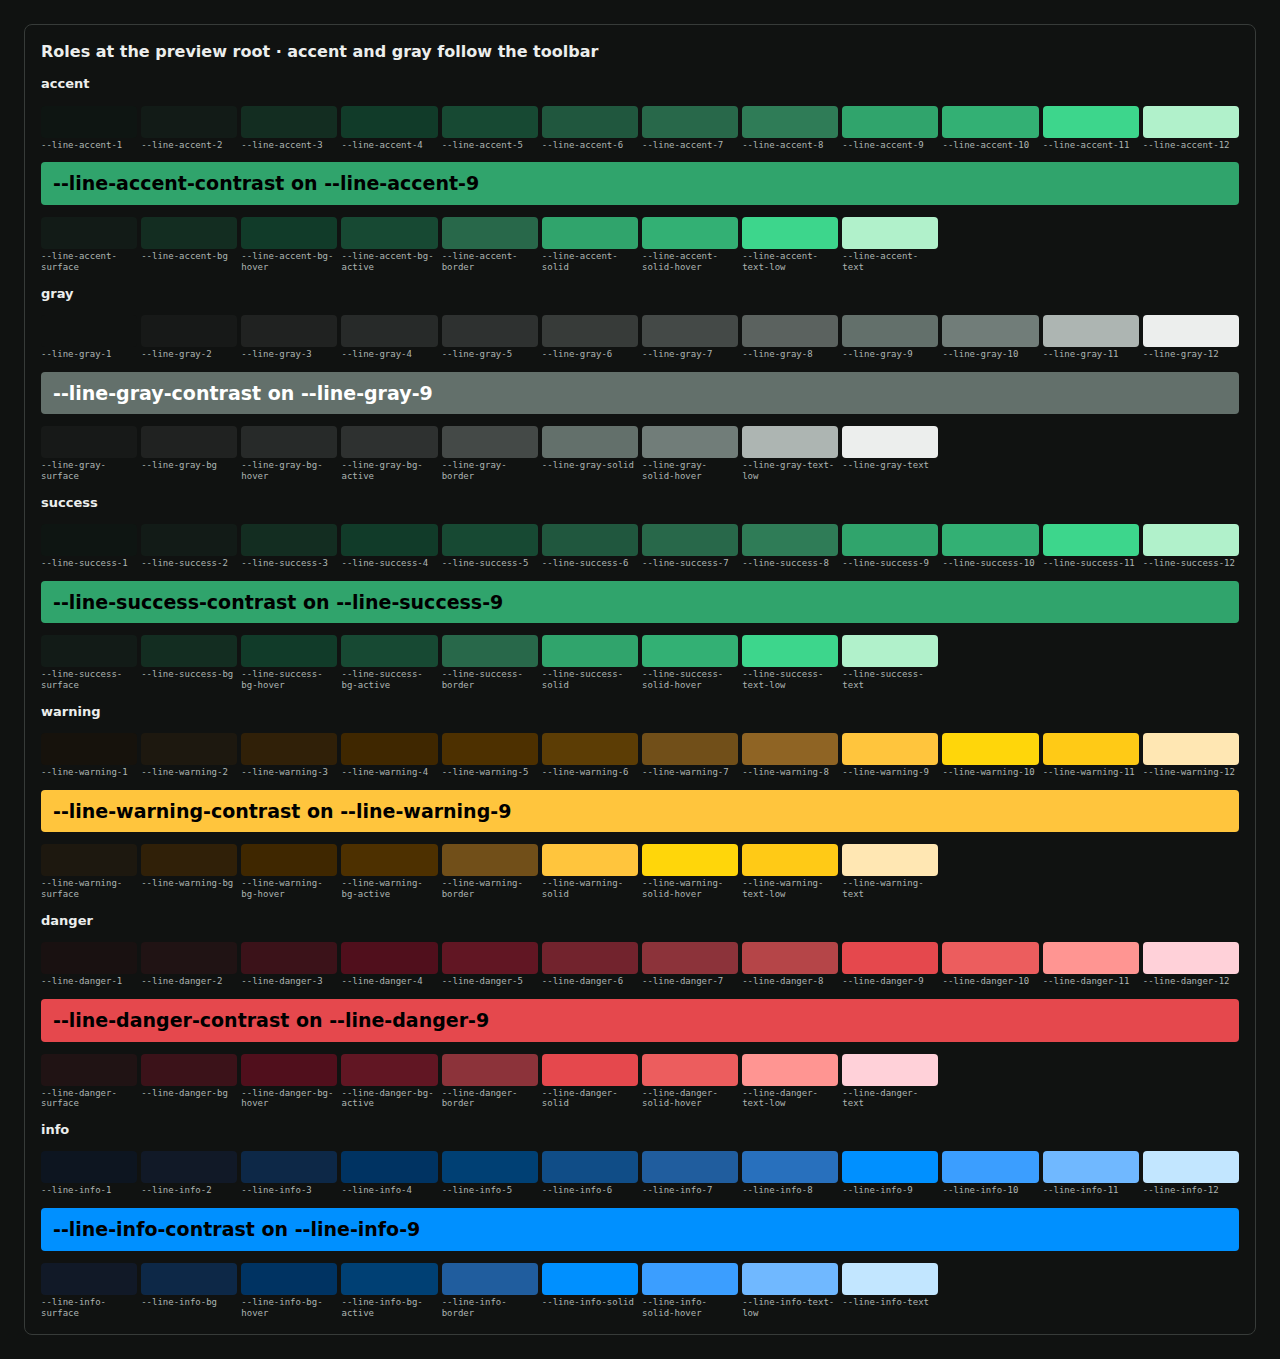 Roles at the preview root · accent and gray follow the toolbar
accent
--line-accent-1 --line-accent-2 --line-accent-3 --line-accent-4 --line-accent-5 --line-accent-6 --line-accent-7 --line-accent-8 --line-accent-9 --line-accent-10 --line-accent-11 --line-accent-12
--line-accent-contrast on --line-accent-9
--line-accent- --line-accent-bg --line-accent-bg- --line-accent-bg- --line-accent- --line-accent- --line-accent- --line-accent- --line-accent-
surface hover active border solid solid-hover text-low text
gray
--line-gray-1 --line-gray-2 --line-gray-3 --line-gray-4 --line-gray-5 --line-gray-6 --line-gray-7 --line-gray-8 --line-gray-9 --line-gray-10 --line-gray-11 --line-gray-12
--line-gray-contrast on --line-gray-9
--line-gray- --line-gray-bg --line-gray-bg- --line-gray-bg- --line-gray- --line-gray-solid --line-gray- --line-gray-text- --line-gray-text
surface hover active border solid-hover low
success
--line-success-1 --line-success-2 --line-success-3 --line-success-4 --line-success-5 --line-success-6 --line-success-7 --line-success-8 --line-success-9 --line-success-10 --line-success-11 --line-success-12
--line-success-contrast on --line-success-9
--line-success- --line-success-bg --line-success- --line-success- --line-success- --line-success- --line-success- --line-success- --line-success-
surface bg-hover bg-active border solid solid-hover text-low text
warning
--line-warning-1 --line-warning-2 --line-warning-3 --line-warning-4 --line-warning-5 --line-warning-6 --line-warning-7 --line-warning-8 --line-warning-9 --line-warning-10 --line-warning-11 --line-warning-12
--line-warning-contrast on --line-warning-9
--line-warning- --line-warning-bg --line-warning- --line-warning- --line-warning- --line-warning- --line-warning- --line-warning- --line-warning-
surface bg-hover bg-active border solid solid-hover text-low text
danger
--line-danger-1 --line-danger-2 --line-danger-3 --line-danger-4 --line-danger-5 --line-danger-6 --line-danger-7 --line-danger-8 --line-danger-9 --line-danger-10 --line-danger-11 --line-danger-12
--line-danger-contrast on --line-danger-9
--line-danger- --line-danger-bg --line-danger-bg- --line-danger-bg- --line-danger- --line-danger- --line-danger- --line-danger- --line-danger-
surface hover active border solid solid-hover text-low text
info
--line-info-1 --line-info-2 --line-info-3 --line-info-4 --line-info-5 --line-info-6 --line-info-7 --line-info-8 --line-info-9 --line-info-10 --line-info-11 --line-info-12
--line-info-contrast on --line-info-9
--line-info- --line-info-bg --line-info-bg- --line-info-bg- --line-info- --line-info-solid --line-info- --line-info-text- --line-info-text
surface hover active border solid-hover low